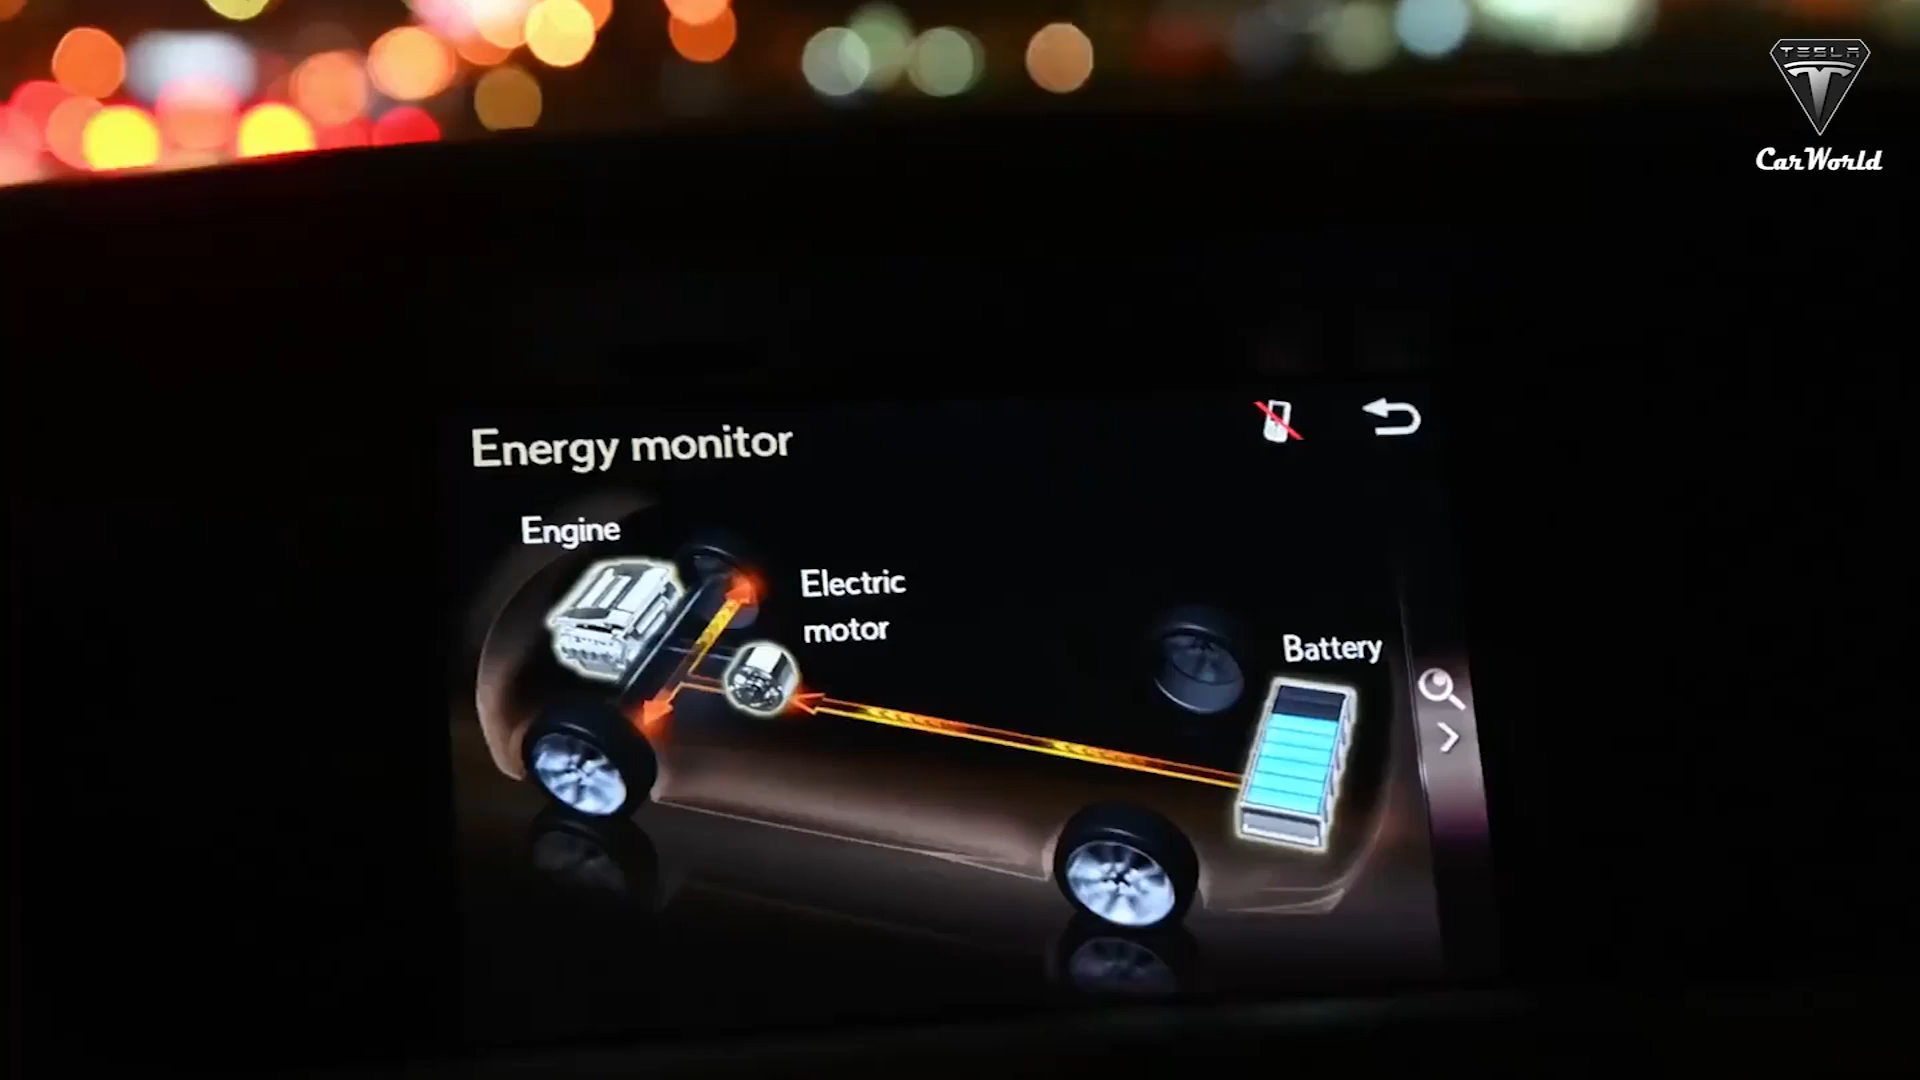 TESLA
CarWorld
Energy monitor
Engine
Electric
motor
Battery